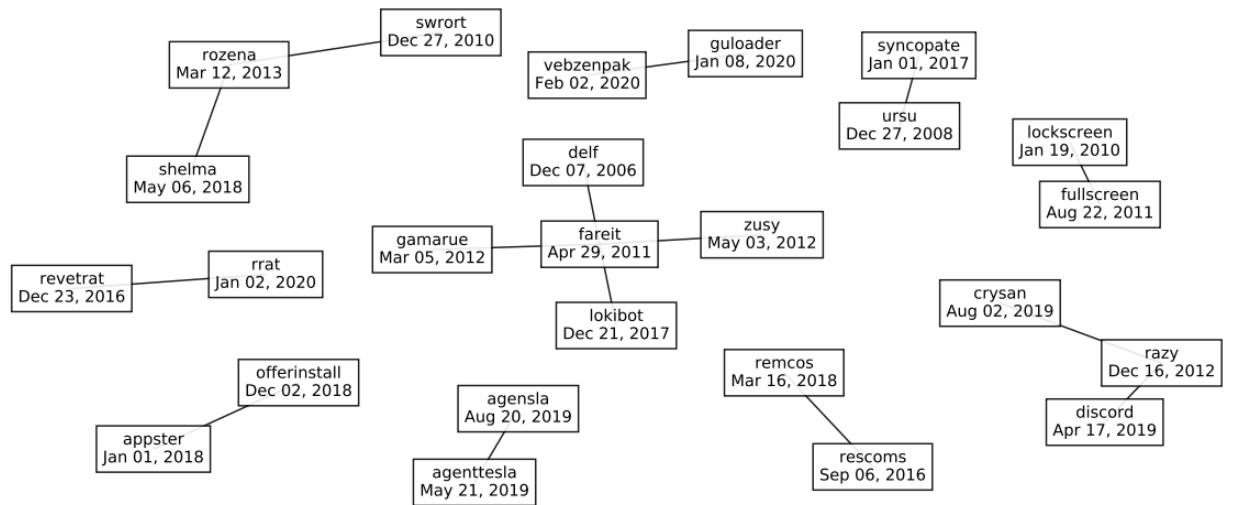 swrort
Dec 27, 2010
rozena
Mar 12, 2013
guloader
Jan 08, 2020
vebzenpak
Feb 02, 2020
syncopate
Jan 01, 2017
ursu
Dec 27, 2008
lockscreen
Jan 19, 2010
delf
Dec 07, 2006
shelma
May 06, 2018
fullscreen
Aug 22, 2011
zusy
May 03, 2012
fareit
Apr 29, 2011
gamarue
Mar 05, 2012
rrat
Jan 02, 2020
revetrat
Dec 23, 2016
crysan
Aug 02, 2019
lokibot
Dec 21, 2017
razy
Dec 16, 2012
remcos
Mar 16, 2018
offerinstall
Dec 02, 2018
agensla
Aug 20, 2019
discord
Apr 17, 2019
appster
Jan 01, 2018
rescoms
Sep 06, 2016
agenttesla
May 21, 2019